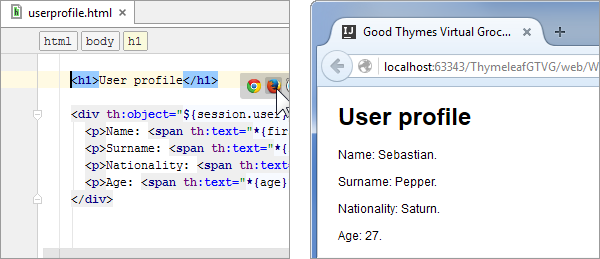 userprofile.html ×
html body h1
<h1>User profile</h1>
<div th:object="${session.user}
<p>Name: <span th:text="*{fir
<p>Surname: <span th:text="*{
<p>Nationality: <span th:text=
<p>Age: <span th:text="*{age}
</div>
IJ Good Thymes Virtual Groc... ×
localhost:63343/ThymeleafGTVG/web/W
User profile
Name: Sebastian.
Surname: Pepper.
Nationality: Saturn.
Age: 27.